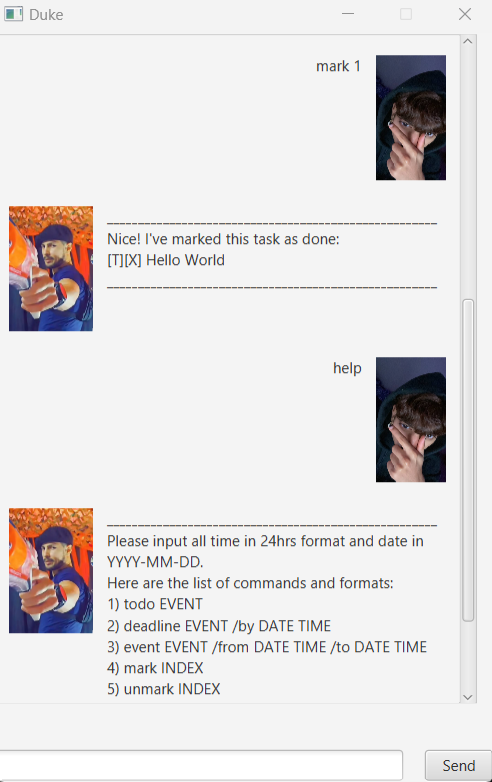 Duke
mark 1
__________________________________________________
Nice! I've marked this task as done:
[T][X] Hello World
__________________________________________________
help
__________________________________________________
Please input all time in 24hrs format and date in
YYYY-MM-DD.
Here are the list of commands and formats:
1) todo EVENT
2) deadline EVENT /by DATE TIME
3) event EVENT /from DATE TIME /to DATE TIME
4) mark INDEX
5) unmark INDEX
Send